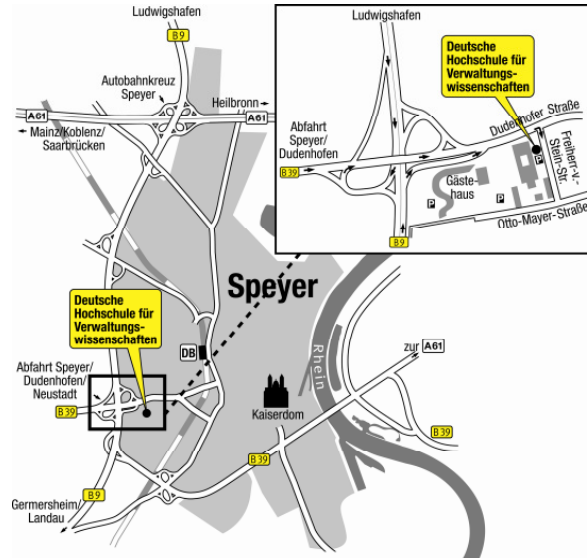 Ludwigshafen
B9
Autobahnkreuz
Speyer
Heilbronn
A61
A61
Mainz/Koblenz/
Saarbrücken
Ludwigshafen
Deutsche
Hochschule für
Verwaltungs-
wissenschaften
Dudenhofer Straße
Abfahrt
Speyer/
Dudenhofen
B39
Freiherr-v.-
Stein-Str.
Gäste-
haus
P
P
P
Otto-Mayer-Straße
B9
Speyer
Deutsche
Hochschule für
Verwaltungs-
wissenschaften
DB
Rhein
zur A61
Abfahrt Speyer/
Dudenhofen/
Neustadt
B39
Kaiserdom
B39
B39
B9
Germersheim/
Landau